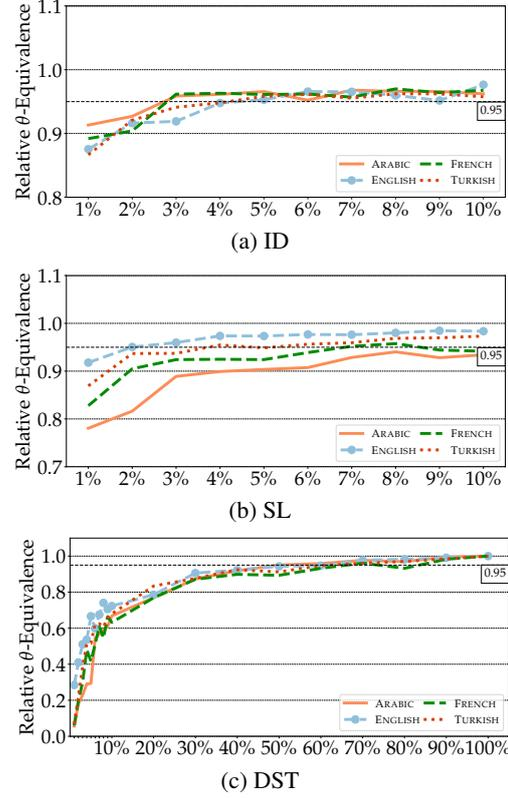 Relative θ-Equivalence
1.1
1.0
0.9
0.8
0.95
ARABIC FRENCH
ENGLISH TURKISH
1% 2% 3% 4% 5% 6% 7% 8% 9% 10%
(a) ID
Relative θ-Equivalence
1.1
1.0
0.9
0.8
0.7
0.95
ARABIC FRENCH
ENGLISH TURKISH
1% 2% 3% 4% 5% 6% 7% 8% 9% 10%
(b) SL
Relative θ-Equivalence
1.0
0.8
0.6
0.4
0.2
0.0
0.95
ARABIC FRENCH
ENGLISH TURKISH
10% 20% 30% 40% 50% 60% 70% 80% 90% 100%
(c) DST